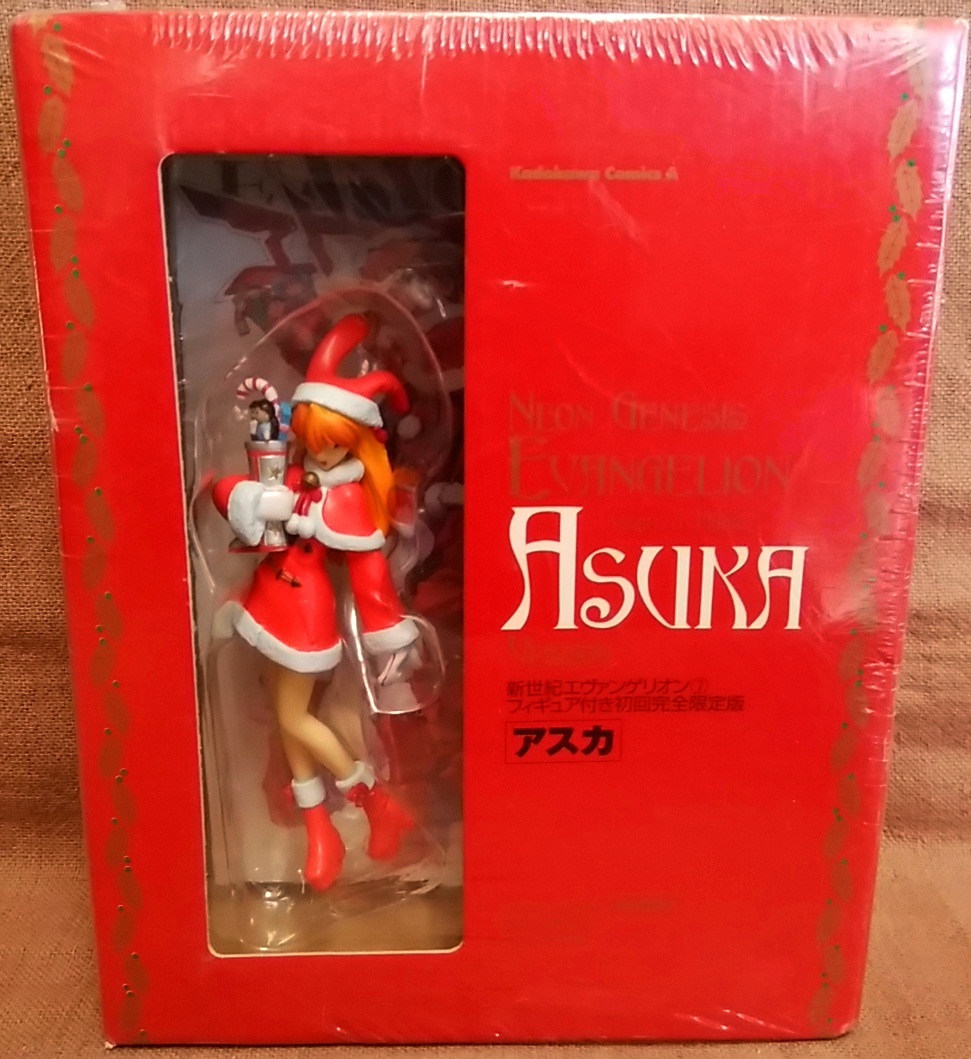 Kadokawa Comics A
NEON GENESIS
EVANGELION
ASUKA
Version
新世紀エヴァンゲリオン⑦
フィギュア付き初回完全限定版
アスカ